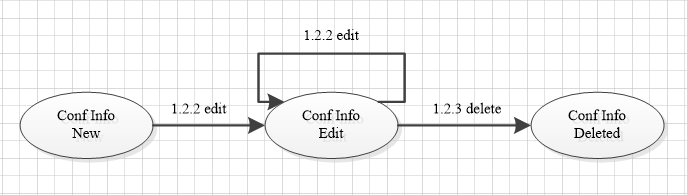 1.2.2 edit
Conf Info
New
1.2.2 edit
Conf Info
Edit
1.2.3 delete
Conf Info
Deleted